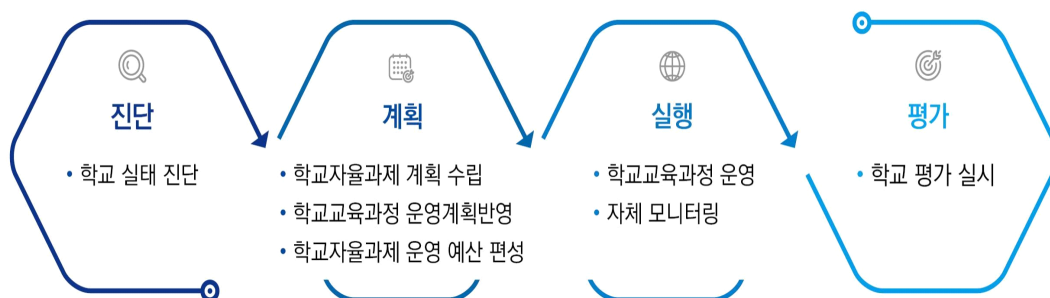 진단
• 학교 실태 진단
계획
• 학교자율과제 계획 수립
• 학교교육과정 운영계획반영
• 학교자율과제 운영 예산 편성
실행
• 학교교육과정 운영
• 자체 모니터링
평가
• 학교 평가 실시